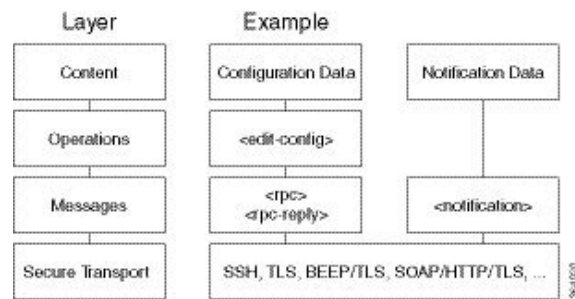 Layer Example
Content Configuration Data Notification Data
Operations <edit-config>
Messages <rpc> <notification>
<rpc-reply>
Secure Transport SSH, TLS, BEEP/TLS, SOAP/HTTP/TLS, ...